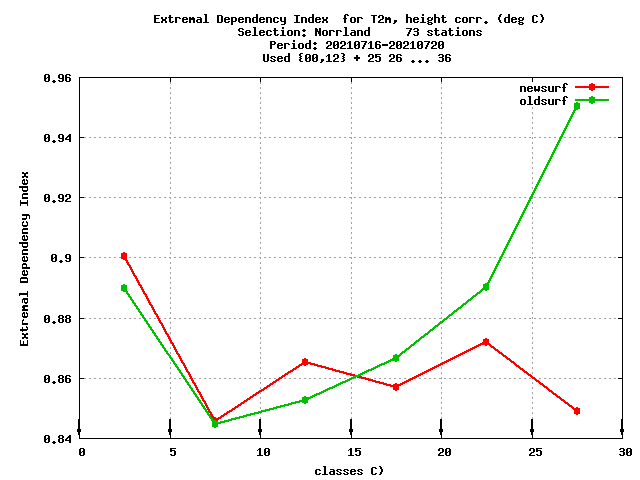 Extremal Dependency Index  for T2m, height corr. (deg C)
Selection: Norrland     73 stations
Period: 20210716-20210720
Used {00,12} + 25 26 ... 36
newsurf
oldsurf
0.96
0.94
0.92
0.9
0.88
0.86
0.84
Extremal Dependency Index
0 5 10 15 20 25 30
classes C)